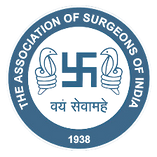 THE ASSOCIATION OF SURGEONS OF INDIA
वयं सेवामहे
1938